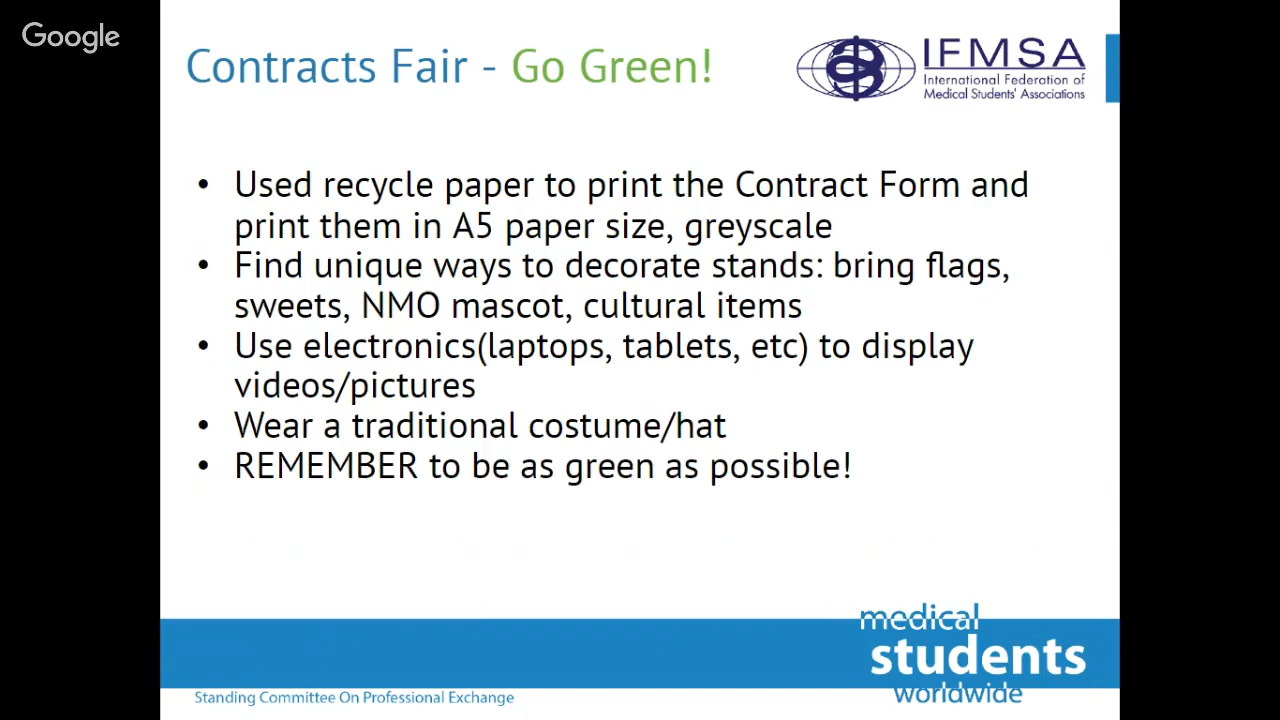 Google
Contracts Fair - Go Green!
IFMSA
International Federation of
Medical Students' Associations
• Used recycle paper to print the Contract Form and
print them in A5 paper size, greyscale
• Find unique ways to decorate stands: bring flags,
sweets, NMO mascot, cultural items
• Use electronics(laptops, tablets, etc) to display
videos/pictures
• Wear a traditional costume/hat
• REMEMBER to be as green as possible!
medical
students
worldwide
Standing Committee On Professional Exchange